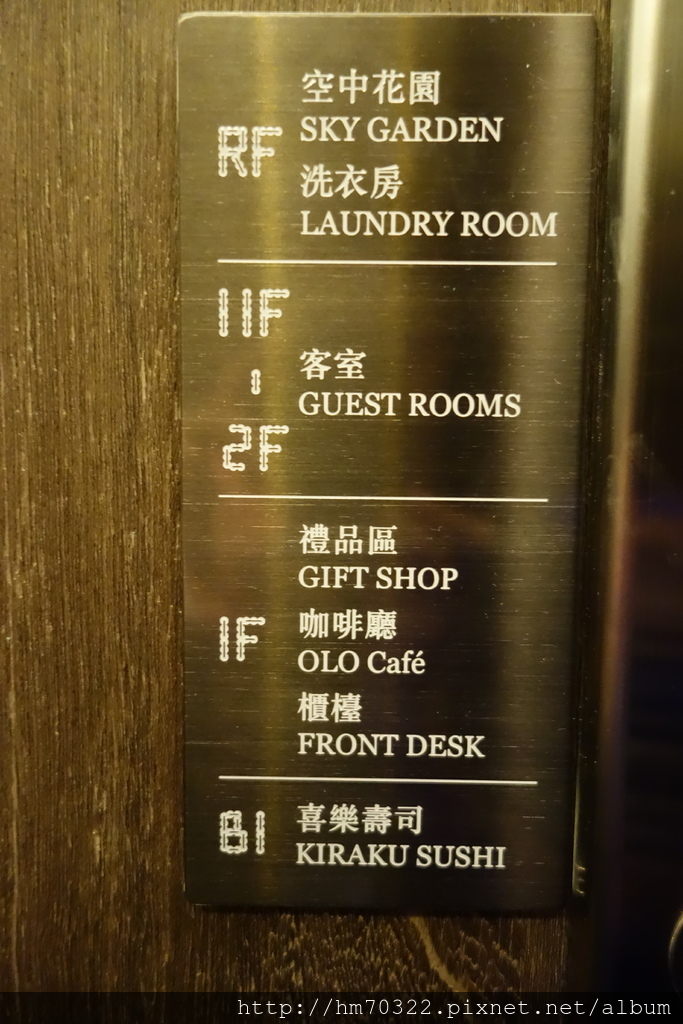 RF
空中花園
SKY GARDEN
洗衣房
LAUNDRY ROOM
11F
-
2F
客室
GUEST ROOMS
1F
禮品區
GIFT SHOP
咖啡廳
OLO Café
櫃檯
FRONT DESK
B1
喜樂壽司
KIRAKU SUSHI
http://hm70322.pixnet.net/album